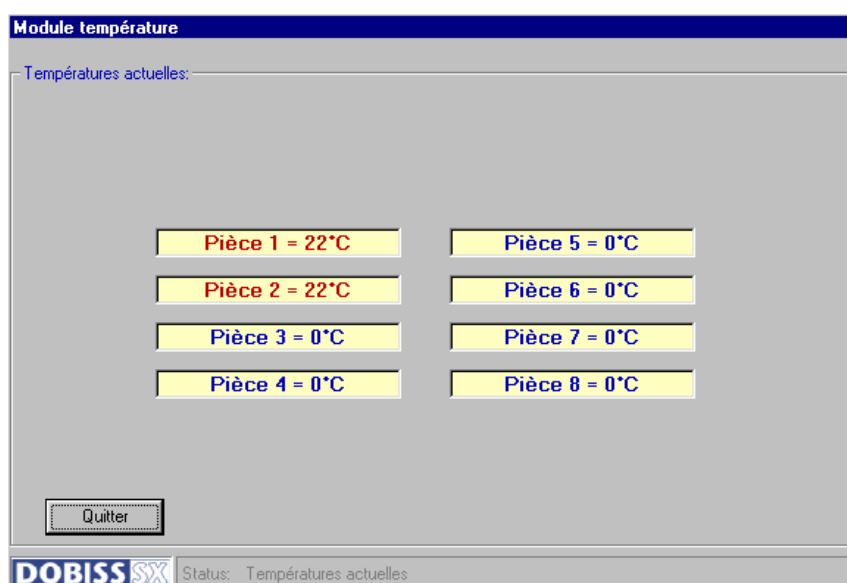 Module température
Températures actuelles:
Pièce 1 = 22°C
Pièce 2 = 22°C
Pièce 3 = 0°C
Pièce 4 = 0°C
Pièce 5 = 0°C
Pièce 6 = 0°C
Pièce 7 = 0°C
Pièce 8 = 0°C
Quitter
DOBISS SX Status: Températures actuelles